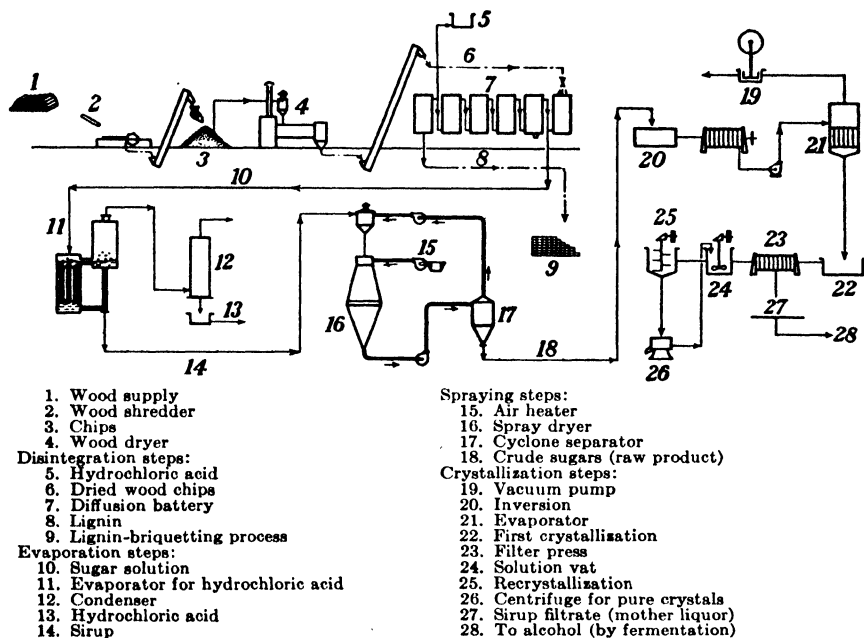 1
2
3
4
5
6
7
8
9
10
11
12
13
14
15
16
17
18
19
20
21
22
23
24
25
26
27
28
1. Wood supply
2. Wood shredder
3. Chips
4. Wood dryer
Disintegration steps:
5. Hydrochloric acid
6. Dried wood chips
7. Diffusion battery
8. Lignin
9. Lignin-briquetting process
Evaporation steps:
10. Sugar solution
11. Evaporator for hydrochloric acid
12. Condenser
13. Hydrochloric acid
14. Sirup
Spraying steps:
15. Air heater
16. Spray dryer
17. Cyclone separator
18. Crude sugars (raw product)
Crystallization steps:
19. Vacuum pump
20. Inversion
21. Evaporator
22. First crystallization
23. Filter press
24. Solution vat
25. Recrystallization
26. Centrifuge for pure crystals
27. Sirup filtrate (mother liquor)
28. To alcohol (by fermentation)